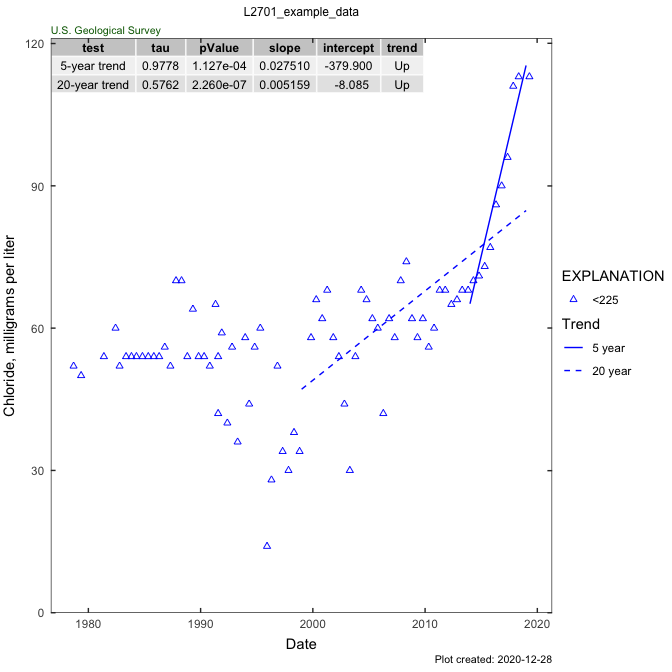 L2701_example_data
U.S. Geological Survey
test tau pValue slope intercept trend
5-year trend 0.9778 1.127e-04 0.027510 -379.900 Up
20-year trend 0.5762 2.260e-07 0.005159 -8.085 Up
120
90
60
30
0
Chloride, milligrams per liter
1980 1990 2000 2010 2020
Date
EXPLANATION
<225
Trend
5 year
20 year
Plot created: 2020-12-28